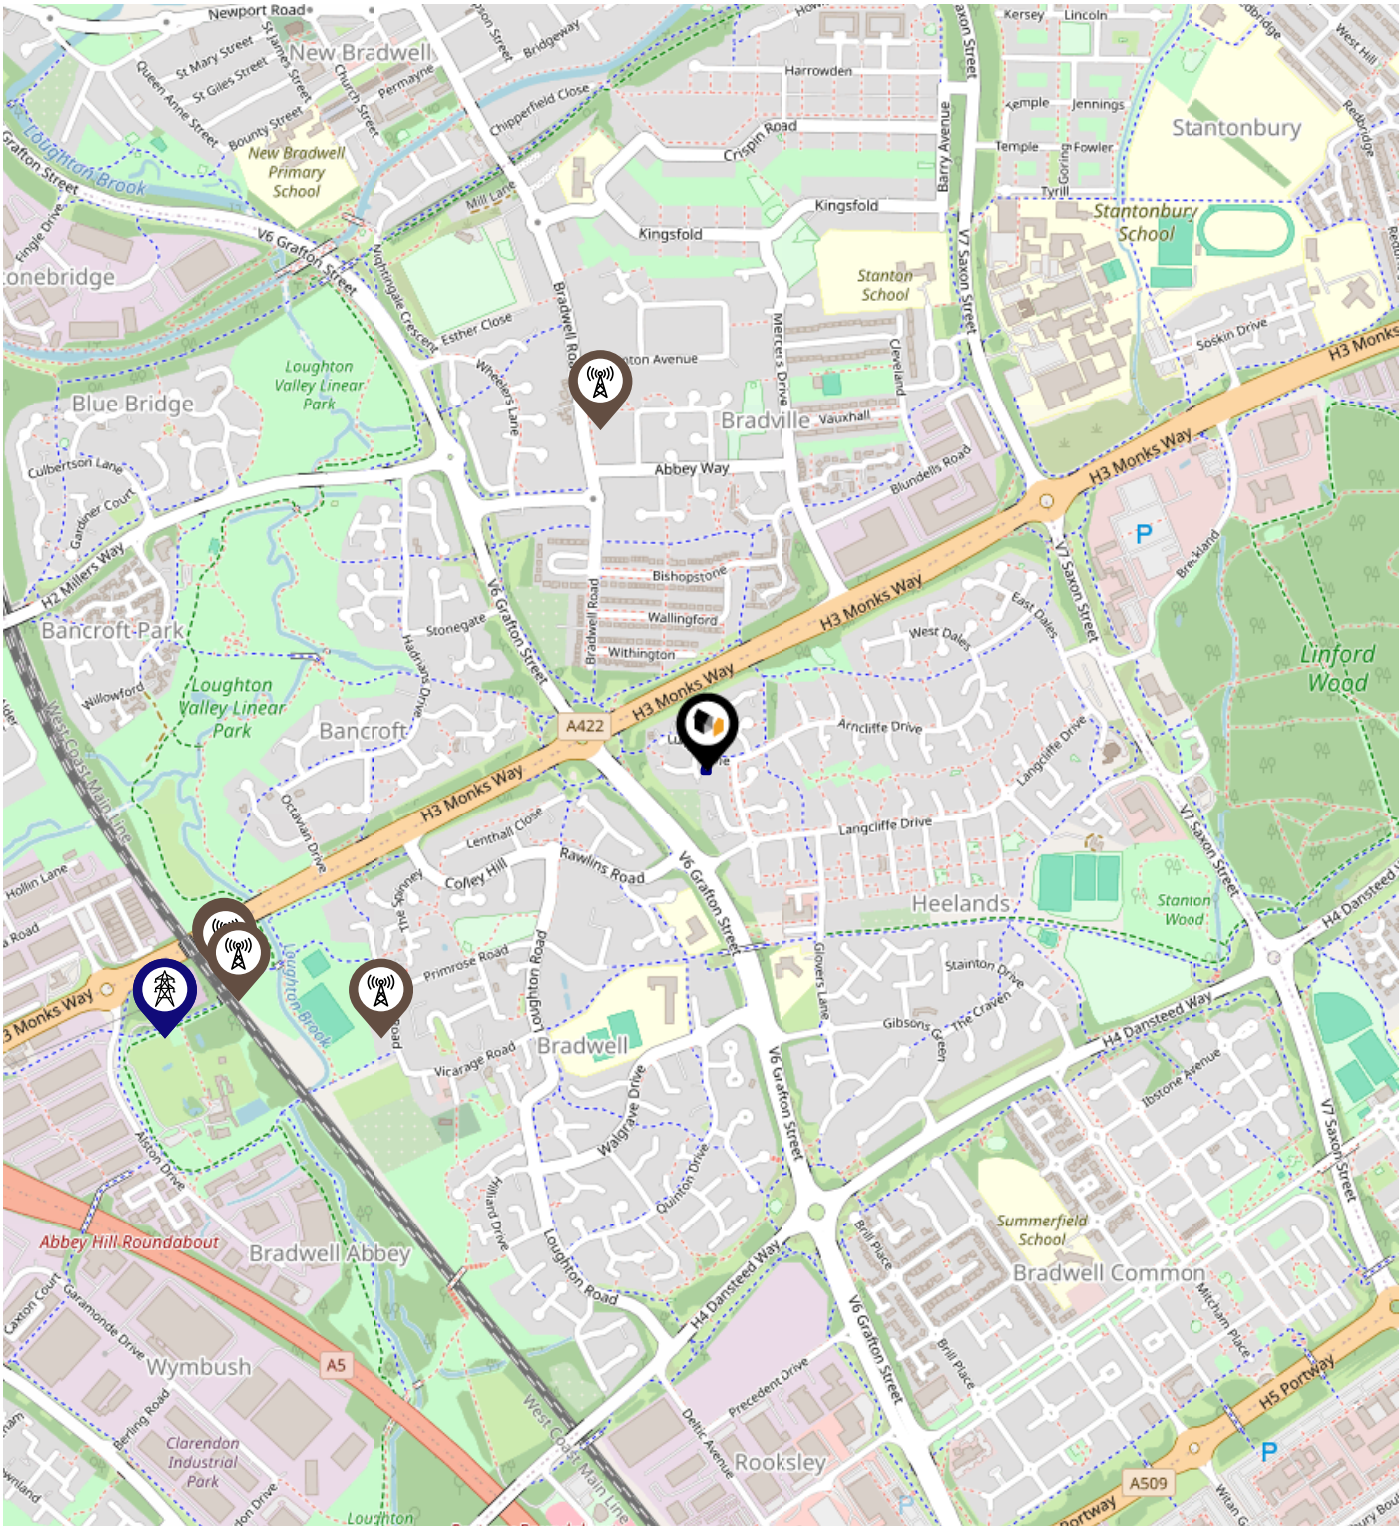 Newport Road
New Bradwell
St Mary Street
St James Street
St Giles Street
Queen Anne Street
Bounty Street
Church Street
Permayne
Bridgeway
Chipperfield Close
Harrowden
Kersey
Lincoln
West Hill
Redbridge
Temple
Jennings
Temple
Goring
Fowler
Tyrill
Stantonbury
Crispin Road
Barry Avenue
Loughton Brook
Grafton Street
New Bradwell
Primary
School
Mill Lane
Kingsfold
Kingsfold
Stantonbury
School
Fingle Drive
V6 Grafton Street
Nightingale Crescent
V7 Saxon Street
Stanton
School
Bradwell Road
Esther Close
Mercers Drive
Soskin Drive
H3 Monks
Cleveland
Wheelers Lane
Loughton
Valley Linear
Park
Blue Bridge
Bradville
Vauxhall
Culbertson Lane
Gardiner Court
Abbey Way
Blundells Road
H3 Monks Way
P
H2 Millers Way
Breckland
V7 Saxon Street
Bishopstone
V6 Grafton Street
Bradwell Road
Wallingford
H3 Monks Way
East Dales
West Dales
Bancroft Park
Stonegate
Hadrians Drive
Withington
Linford
Wood
Willowford
Loughton
Valley Linear
Park
Bancroft
H3 Monks Way
A422
Arncliffe Drive
Langcliffe Drive
West Coast Main Line
Octavian Drive
H3 Monks Way
Lenthall Close
Langcliffe Drive
V7 Saxon Street
Hollin Lane
Coffey Hill
Rawlins Road
V6 Grafton Street
The Spinney
Heelands
Stanton
Wood
H4 Dansteed
Primrose Road
Loughton Road
Glovers Lane
Stainton Drive
Loughton Brook
The Craven
Gibsons Green
H4 Dansteed Way
Bradwell
Vicarage Road
V6 Grafton Street
Walgrave Drive
Ibstone Avenue
V7 Saxon Street
Alston Drive
Quinton Drive
Hilliard Drive
Abbey Hill Roundabout
Bradwell Abbey
Brill Place
Summerfield
School
Bradwell Common
Loughton Road
H4 Dansteed Way
Caxton Court
Garamonde Drive
V6 Grafton Street
Mitcham Place
Wymbush
A5
Brill Place
H5 Portway
Precedent Drive
Berling Road
Deltic Avenue
West Coast Main Line
Clarendon
Industrial
Park
Rooksley
P
A509
P
Portway
Loughton